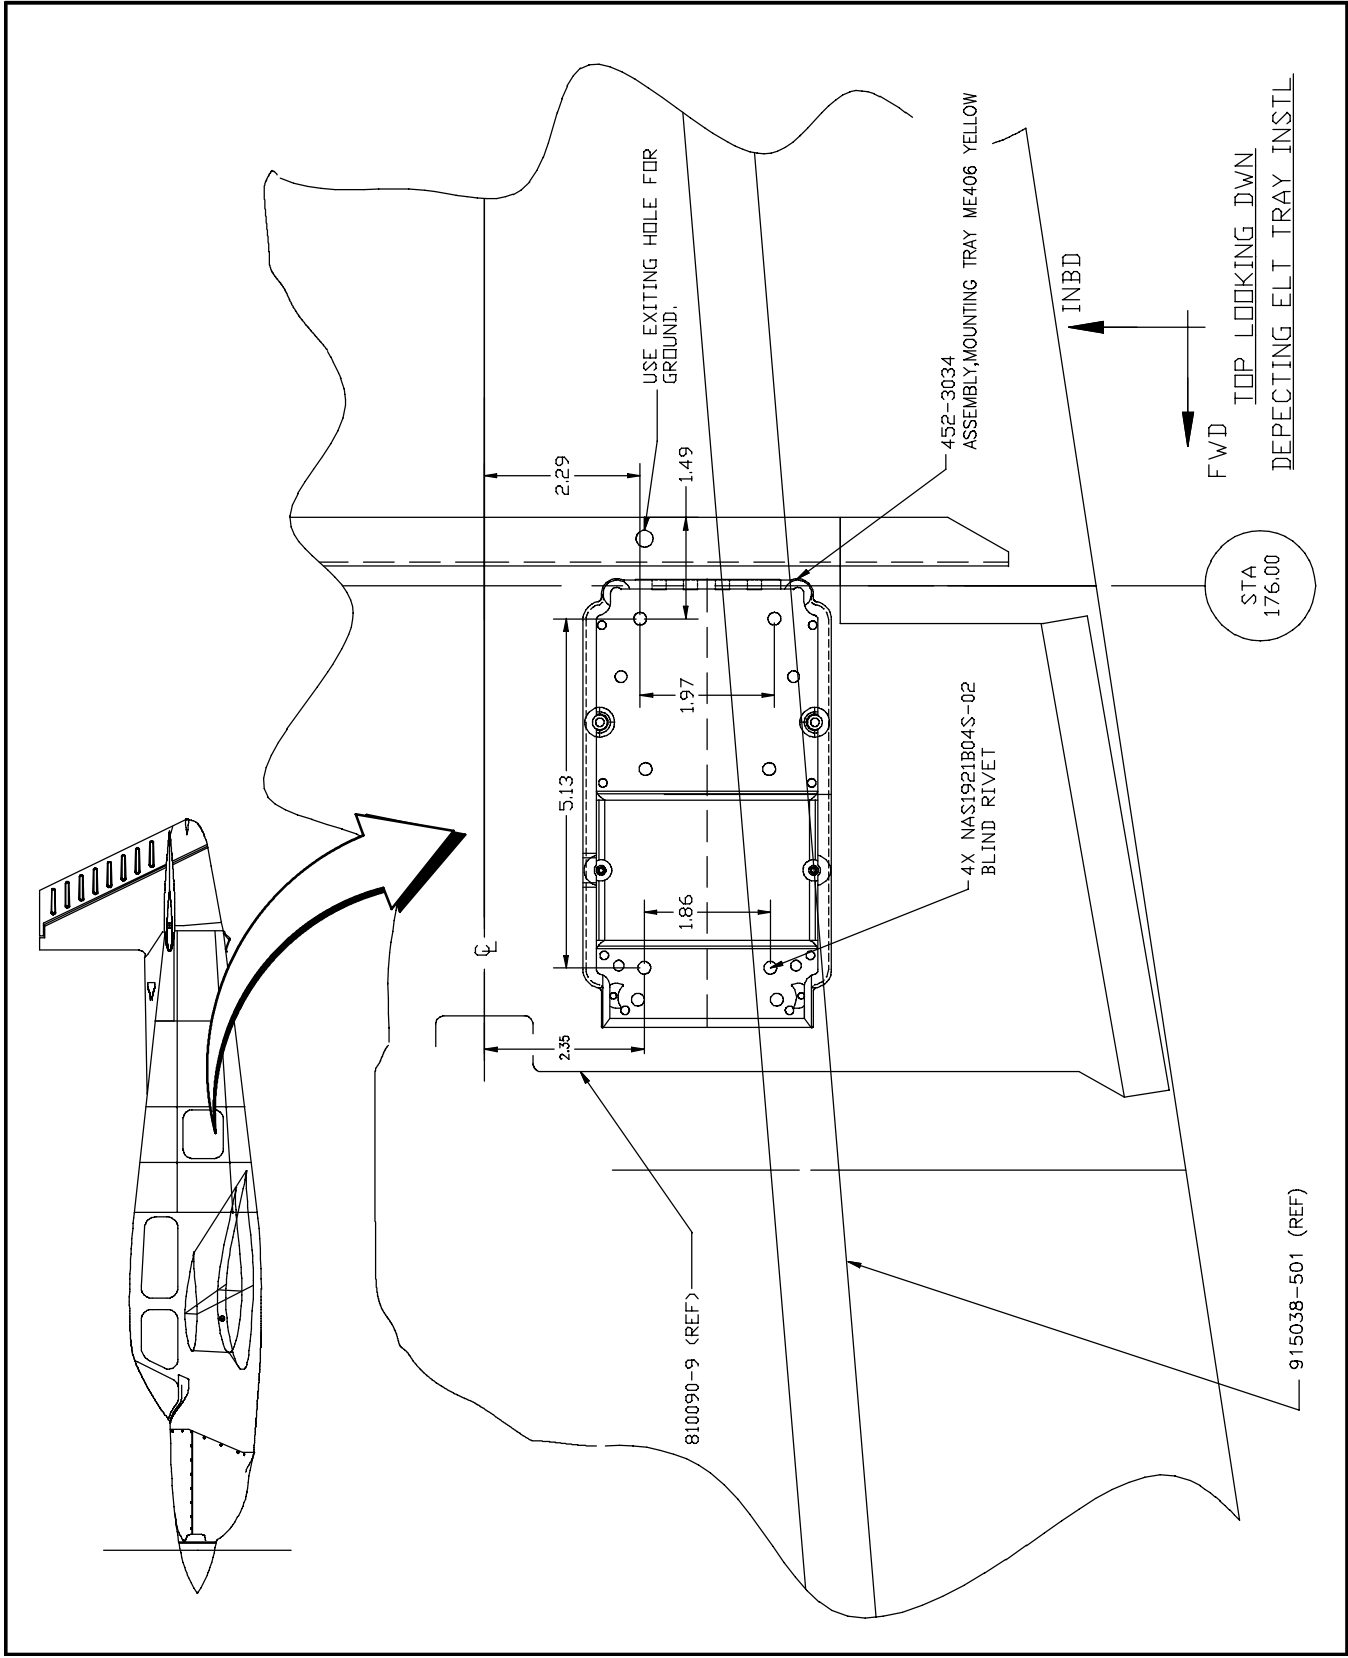 USE EXITING HOLE FOR
GROUND.
2.29
1.49
452-3034
ASSEMBLY,MOUNTING TRAY ME406 YELLOW
1.97
5.13
1.86
4X NAS1921B04S-02
BLIND RIVET
℄
2.35
810090-9 (REF)
915038-501 (REF)
STA
176.00
INBD
FWD
TOP LOOKING DWN
DEPECTING ELT TRAY INSTL